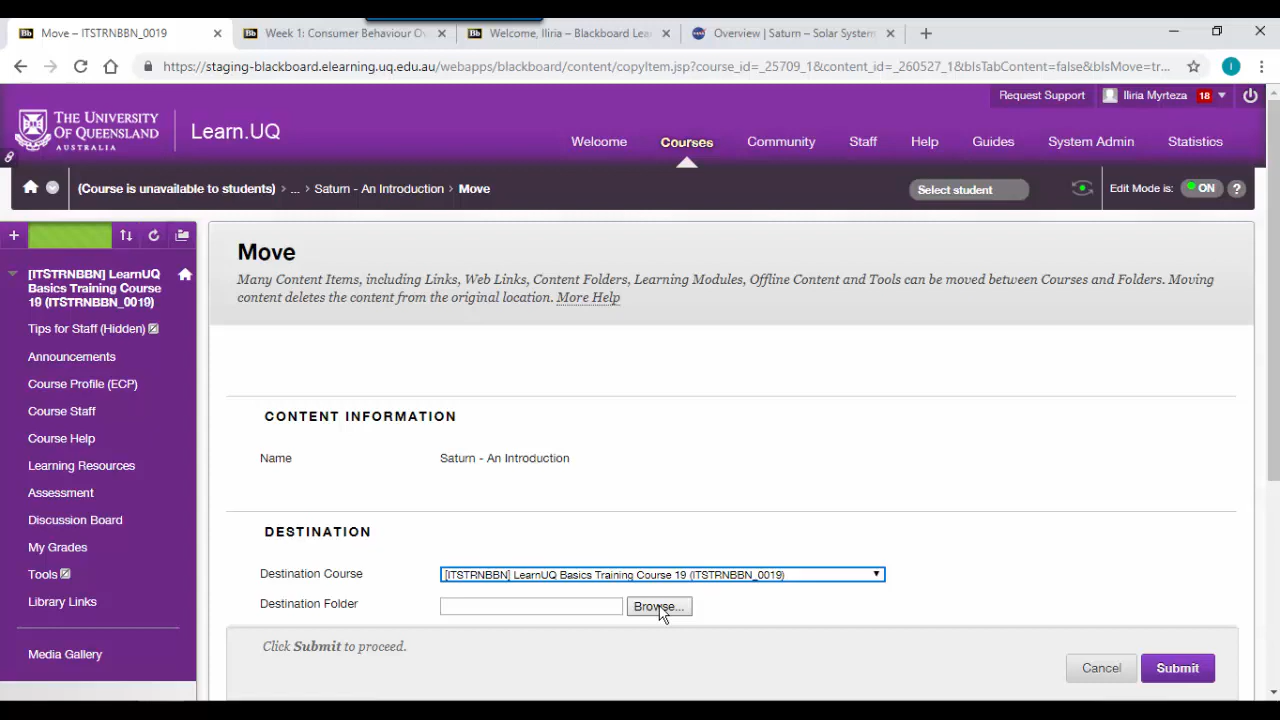 Move – ITSTRNBBN_0019
Week 1: Consumer Behaviour Ov
Welcome, Iliria – Blackboard Lear
Overview | Saturn – Solar System
https://staging-blackboard.elearning.uq.edu.au/webapps/blackboard/content/copyItem.jsp?course_id=_25709_1&content_id=_260527_1&blsTabContent=false&blsMove=tr...
I
Request Support
Iliria Myrteza 18
THE UNIVERSITY
OF QUEENSLAND
AUSTRALIA
Learn.UQ
Welcome
Courses
Community
Staff
Help
Guides
System Admin
Statistics
(Course is unavailable to students) › ... › Saturn - An Introduction › Move
Select student
Edit Mode is: ON ?
[ITSTRNBBN] LearnUQ
Basics Training Course
19 (ITSTRNBBN_0019)
Tips for Staff (Hidden)
Announcements
Course Profile (ECP)
Course Staff
Course Help
Learning Resources
Assessment
Discussion Board
My Grades
Tools
Library Links
Media Gallery
Move
Many Content Items, including Links, Web Links, Content Folders, Learning Modules, Offline Content and Tools can be moved between Courses and Folders. Moving
content deletes the content from the original location. More Help
CONTENT INFORMATION
Name
Saturn - An Introduction
DESTINATION
Destination Course
[ITSTRNBBN] LearnUQ Basics Training Course 19 (ITSTRNBBN_0019)
Destination Folder
Browse...
Click Submit to proceed.
Cancel
Submit